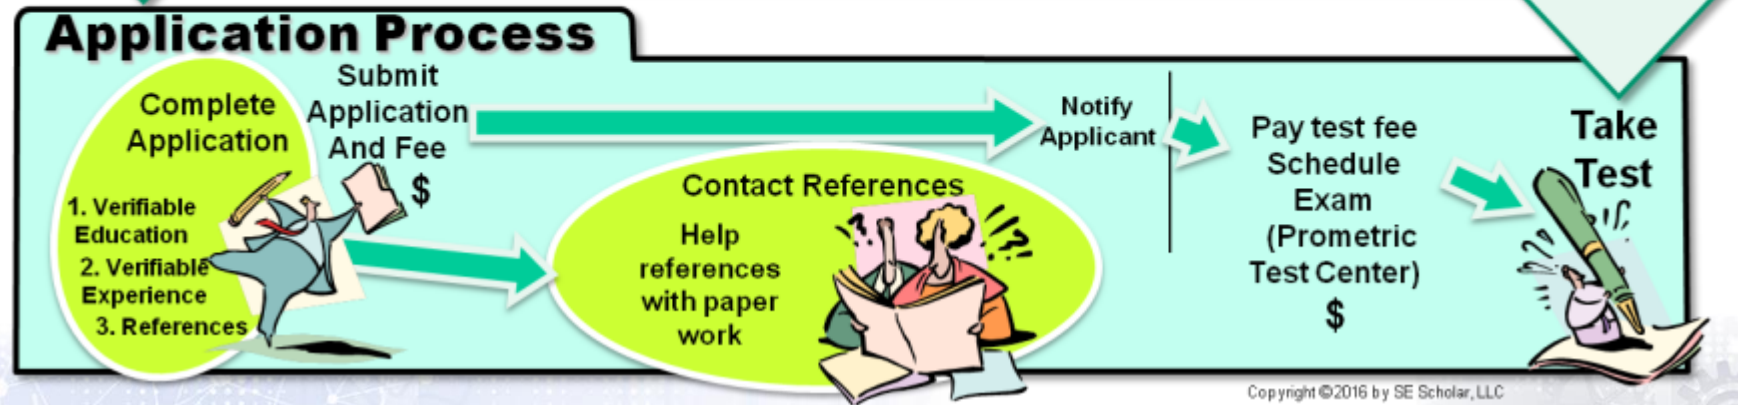 Application Process
Complete
Application
1. Verifiable
Education
2. Verifiable
Experience
3. References
Submit
Application
And Fee
$
Contact References
Help
references
with paper
work
Notify
Applicant
Pay test fee
Schedule
Exam
(Prometric
Test Center)
$
Take
Test
Copyright ©2016 by SE Scholar, LLC